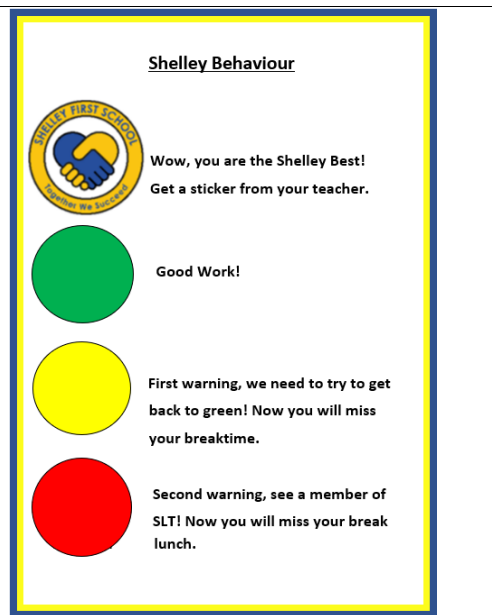 Shelley Behaviour
SHELLEY FIRST SCHOOL
Together We Succeed
Wow, you are the Shelley Best!
Get a sticker from your teacher.
Good Work!
First warning, we need to try to get
back to green! Now you will miss
your breaktime.
Second warning, see a member of
SLT! Now you will miss your break
lunch.